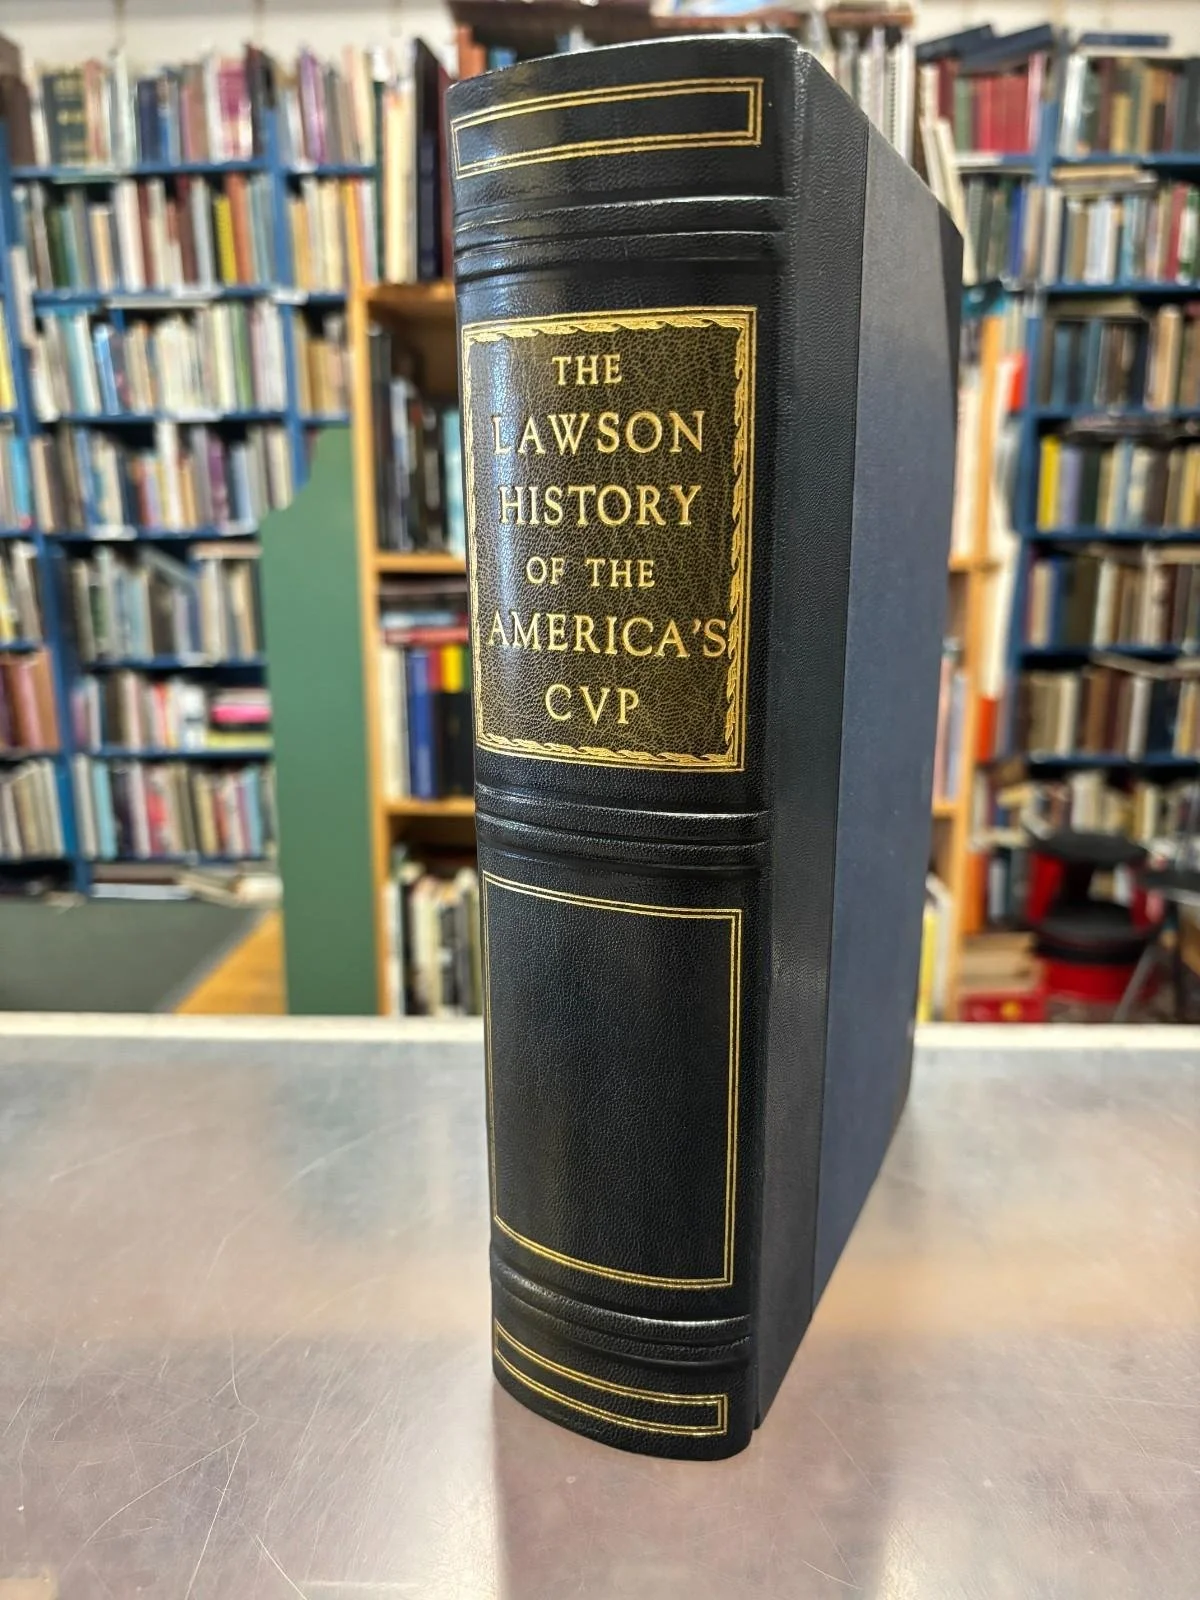 THE
LAWSON
HISTORY
OF THE
AMERICA'S
CVP